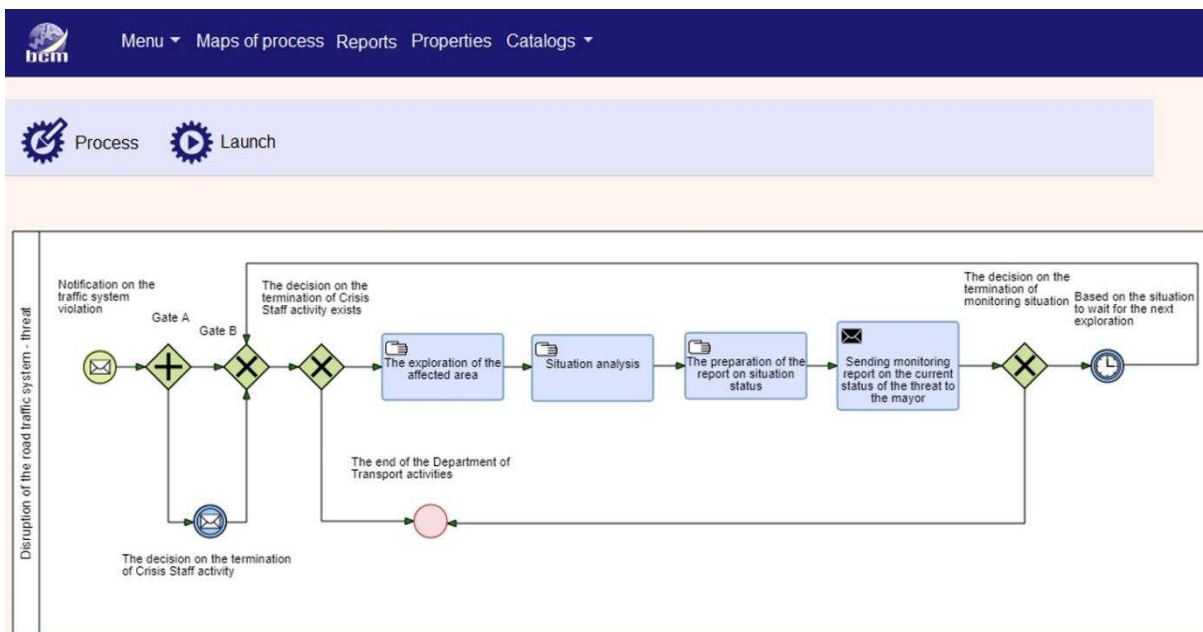 bcm
Menu Maps of process Reports Properties Catalogs
Process Launch
Disruption of the road traffic system - threat
Notification on the
traffic system
violation
Gate A
Gate B
The decision on the
termination of Crisis
Staff activity exists
The exploration of the
affected area
Situation analysis
The preparation of the
report on situation
status
Sending monitoring
report on the current
status of the threat to
the mayor
The decision on the
termination of
monitoring situation
Based on the situation
to wait for the next
exploration
The end of the Department of
Transport activities
The decision on the termination
of Crisis Staff activity